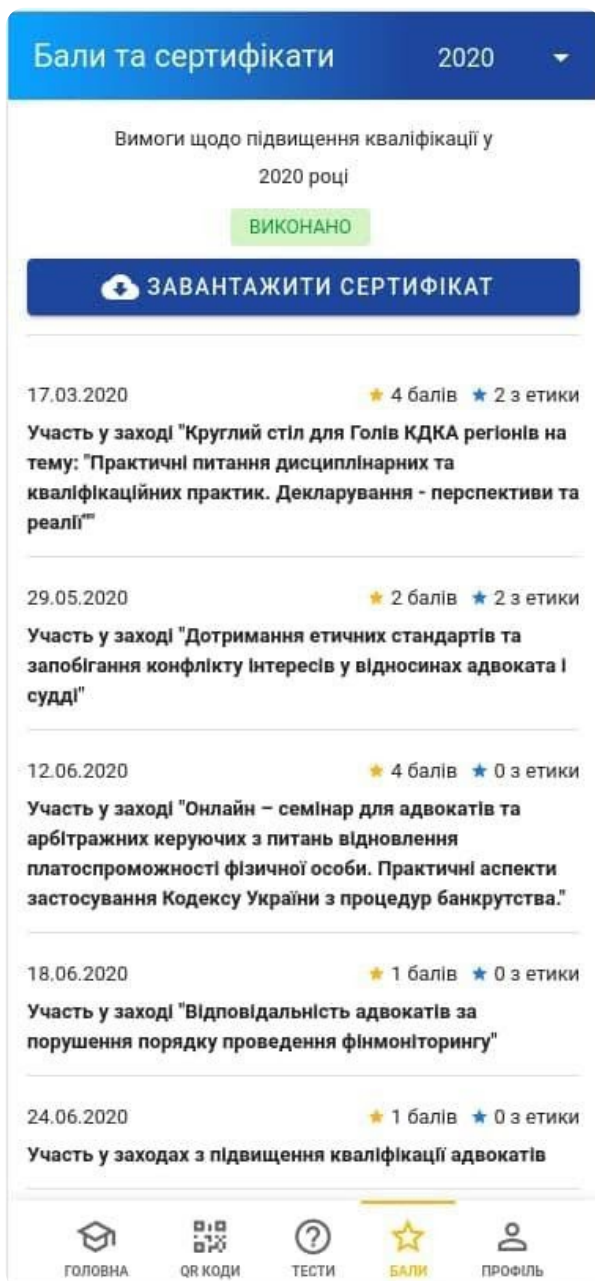 Бали та сертифікати 2020
Вимоги щодо підвищення кваліфікації у
2020 році
ВИКОНАНО
ЗАВАНТАЖИТИ СЕРТИФІКАТ
17.03.2020 4 балів 2 з етики
Участь у заході "Круглий стіл для Голів КДКА регіонів на
тему: "Практичні питання дисциплінарних та
кваліфікаційних практик. Декларування - перспективи та
реалії""
29.05.2020 2 балів 2 з етики
Участь у заході "Дотримання етичних стандартів та
запобігання конфлікту інтересів у відносинах адвоката і
судді"
12.06.2020 4 балів 0 з етики
Участь у заході "Онлайн – семінар для адвокатів та
арбітражних керуючих з питань відновлення
платоспроможності фізичної особи. Практичні аспекти
застосування Кодексу України з процедур банкрутства."
18.06.2020 1 балів 0 з етики
Участь у заході "Відповідальність адвокатів за
порушення порядку проведення фінмоніторингу"
24.06.2020 1 балів 0 з етики
Участь у заходах з підвищення кваліфікації адвокатів
ГОЛОВНА QR КОДИ ТЕСТИ БАЛИ ПРОФІЛЬ